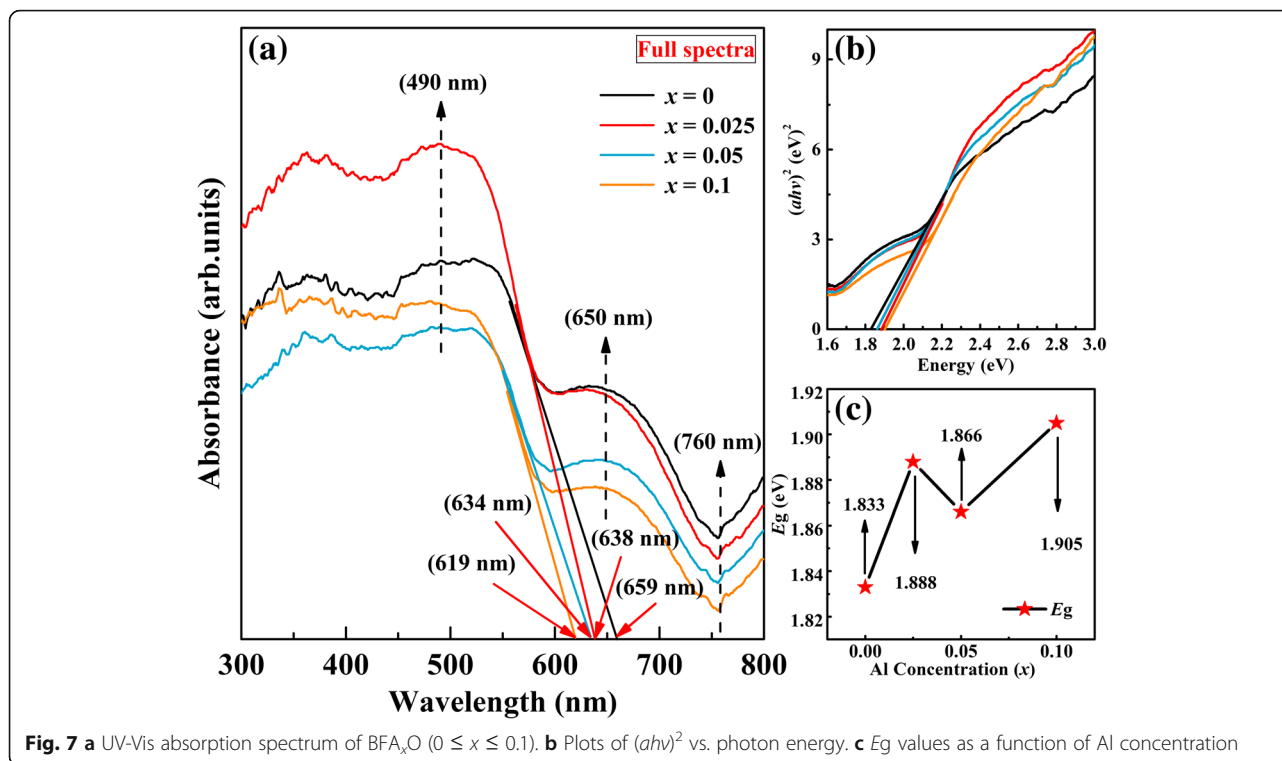 (a)
Full spectra
(490 nm)
x = 0
x = 0.025
x = 0.05
x = 0.1
(650 nm)
(760 nm)
(634 nm)
(638 nm)
(619 nm)
(659 nm)
Absorbance (arb.units)
300 400 500 600 700 800
Wavelength (nm)
(b)
9
6
3
0
(ahv)² (eV)²
1.6 1.8 2.0 2.2 2.4 2.6 2.8 3.0
Energy (eV)
(c)
1.92
1.90
1.88
1.86
1.84
1.82
1.81
Eg (eV)
1.833
1.888
1.866
1.905
Eg
0.00 0.05 0.10
Al Concentration (x)
Fig. 7 a UV-Vis absorption spectrum of BFAₓO (0 ≤ x ≤ 0.1). b Plots of (ahv)² vs. photon energy. c Eg values as a function of Al concentration